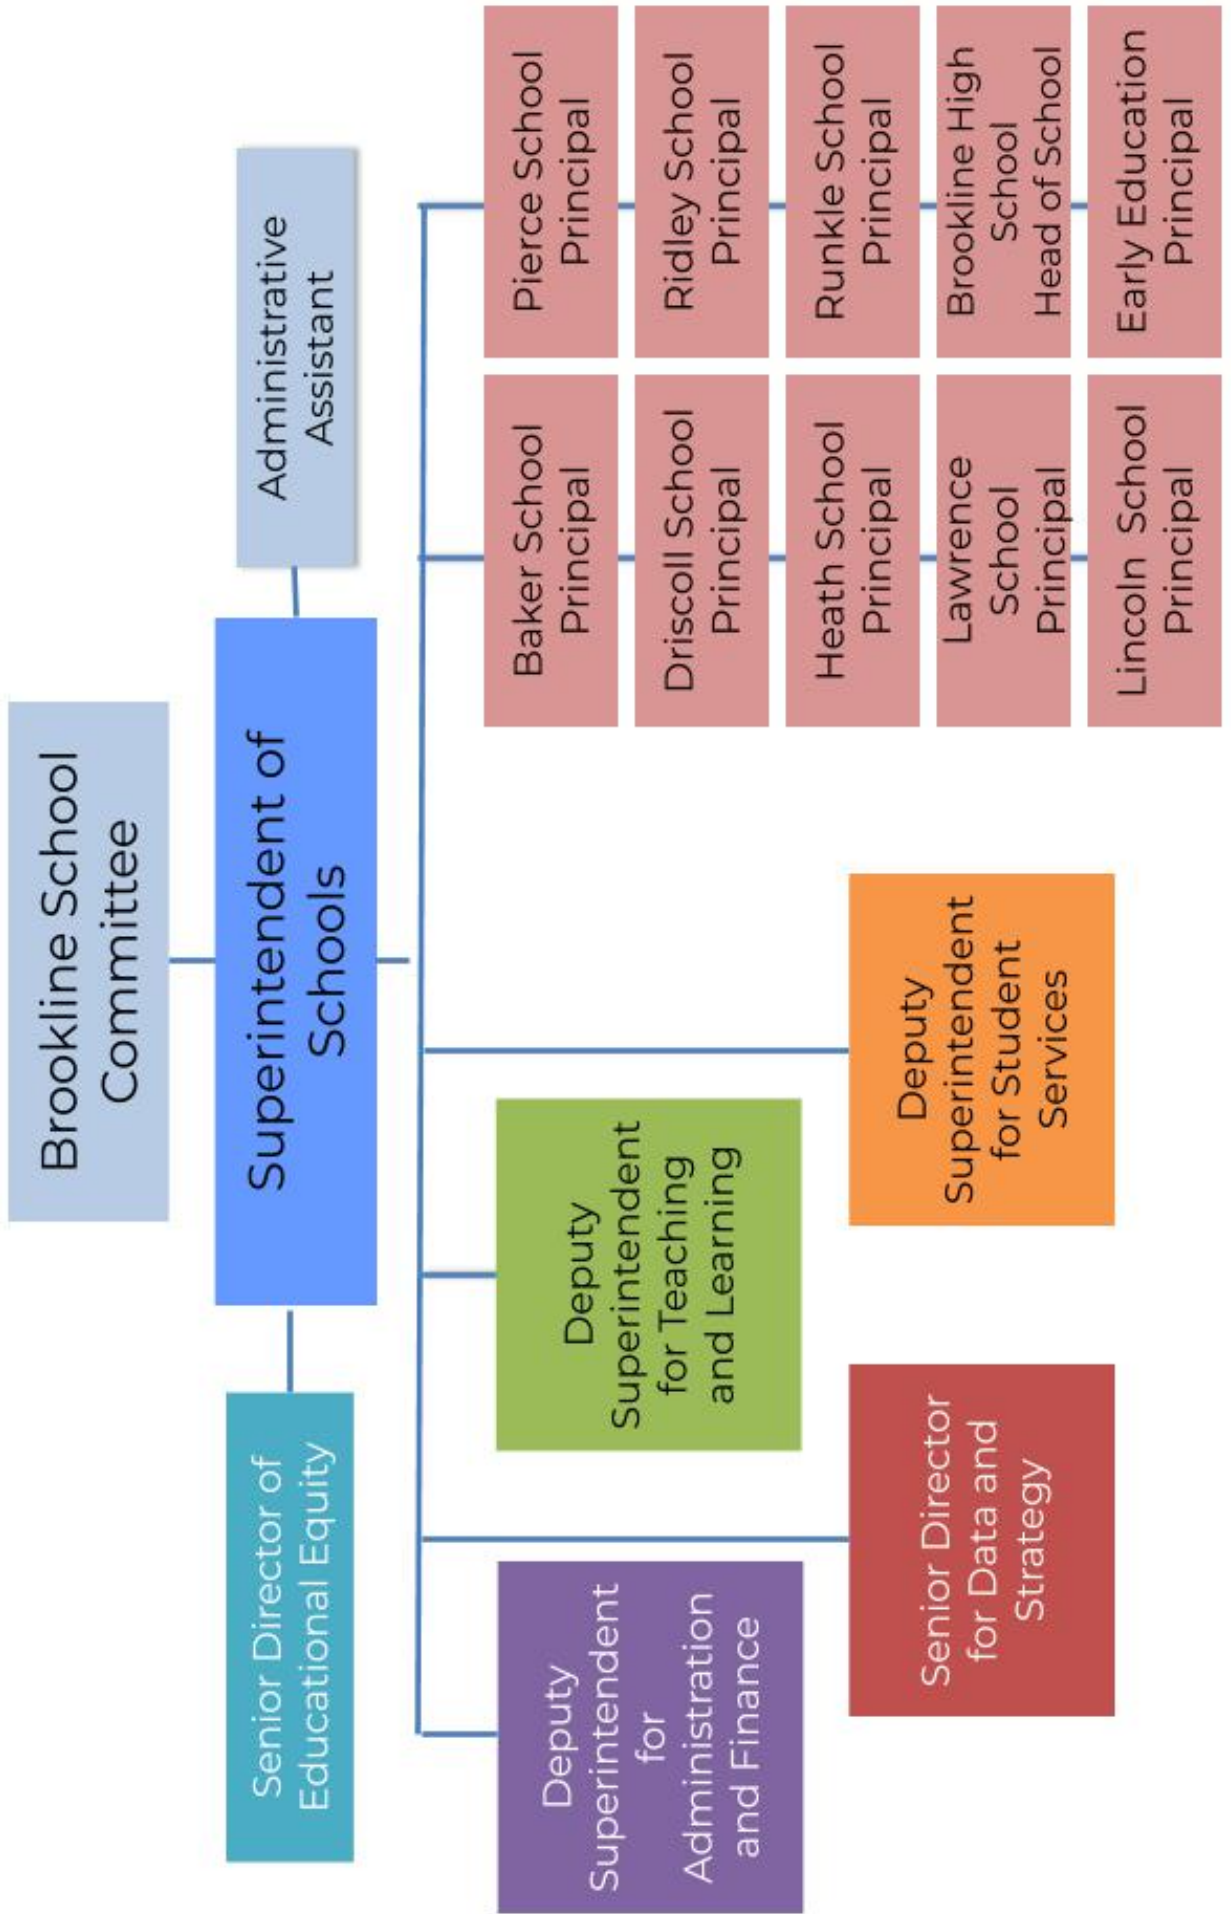 Brookline School
Committee
Senior Director of
Educational Equity
Superintendent of
Schools
Administrative
Assistant
Deputy
Superintendent
for
Administration
and Finance
Senior Director
for Data and
Strategy
Deputy
Superintendent
for Teaching
and Learning
Deputy
Superintendent
for Student
Services
Baker School
Principal
Driscoll School
Principal
Heath School
Principal
Lawrence
School
Principal
Lincoln School
Principal
Pierce School
Principal
Ridley School
Principal
Runkle School
Principal
Brookline High
School
Head of School
Early Education
Principal